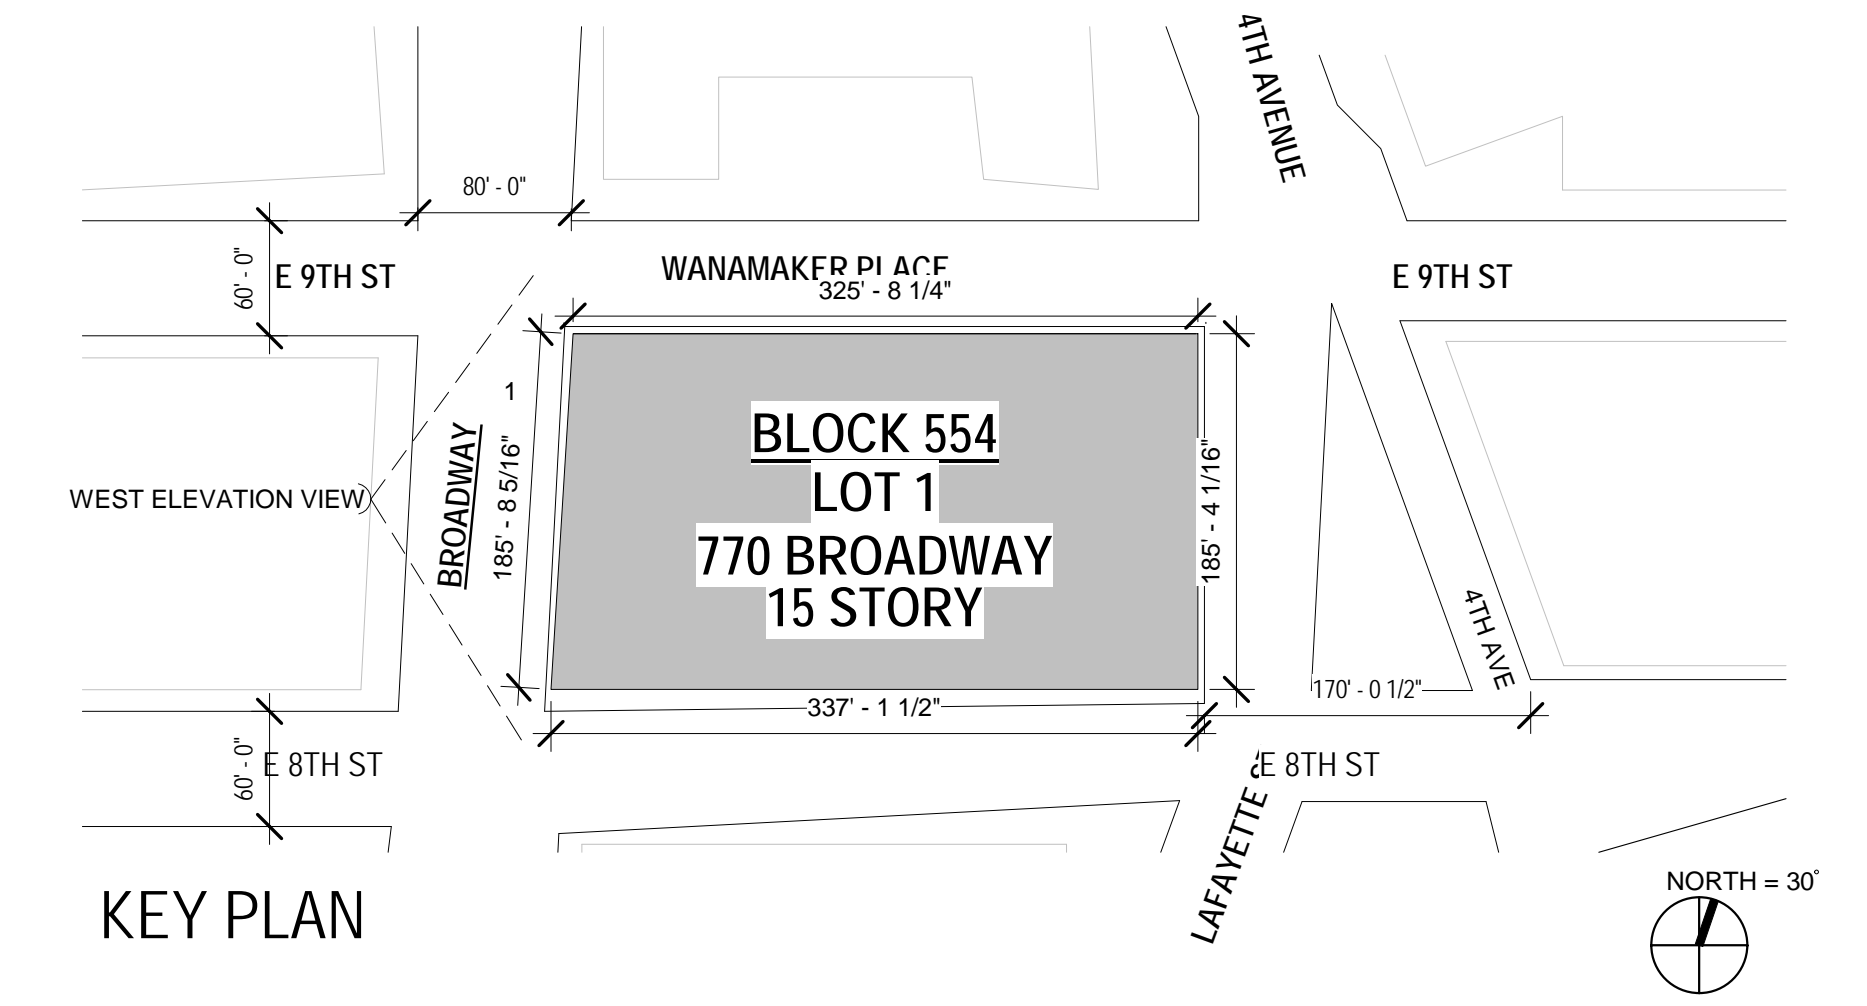 4TH AVENUE
80' - 0"
60' - 0"
E 9TH ST
WANAMAKER PLACE
E 9TH ST
325' - 8 1/4"
1
BROADWAY
185' - 8 5/16"
WEST ELEVATION VIEW
BLOCK 554
LOT 1
770 BROADWAY
15 STORY
185' - 4 1/16"
4TH AVE
170' - 0 1/2"
337' - 1 1/2"
60' - 0"
E 8TH ST
E 8TH ST
LAFAYETTE
KEY PLAN
NORTH = 30°